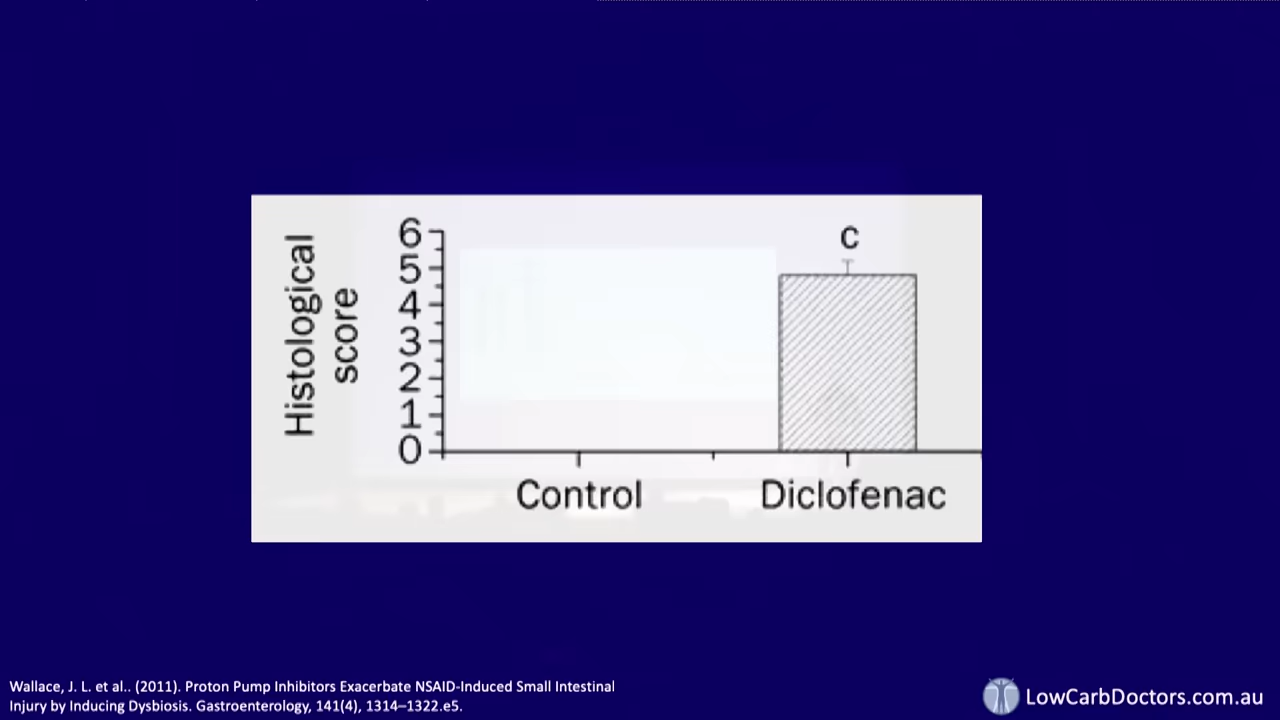 Histological
score
6
5
4
3
2
1
0
c
Control
Diclofenac
Wallace, J. L. et al.. (2011). Proton Pump Inhibitors Exacerbate NSAID-Induced Small Intestinal
Injury by Inducing Dysbiosis. Gastroenterology, 141(4), 1314–1322.e5.
LowCarbDoctors.com.au